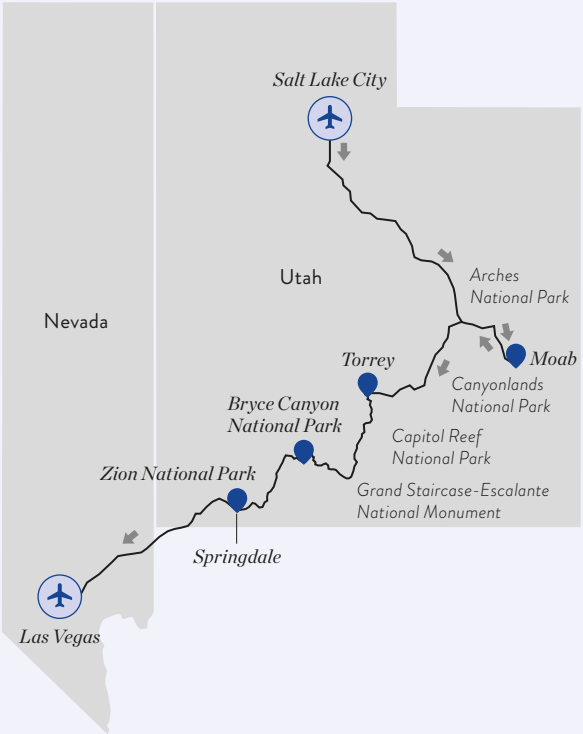 Salt Lake City
Utah
Arches
National Park
Nevada
Moab
Torrey
Canyonlands
National Park
Bryce Canyon
National Park
Capitol Reef
National Park
Zion National Park
Grand Staircase-Escalante
National Monument
Springdale
Las Vegas